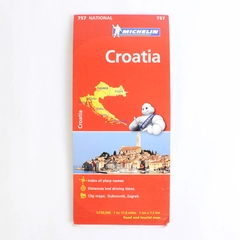 757 NATIONAL 757
MICHELIN
Croatia
Croatia
Index of place names
Distances and driving times
City maps: Dubrovnik, Zagreb
Road and tourist map